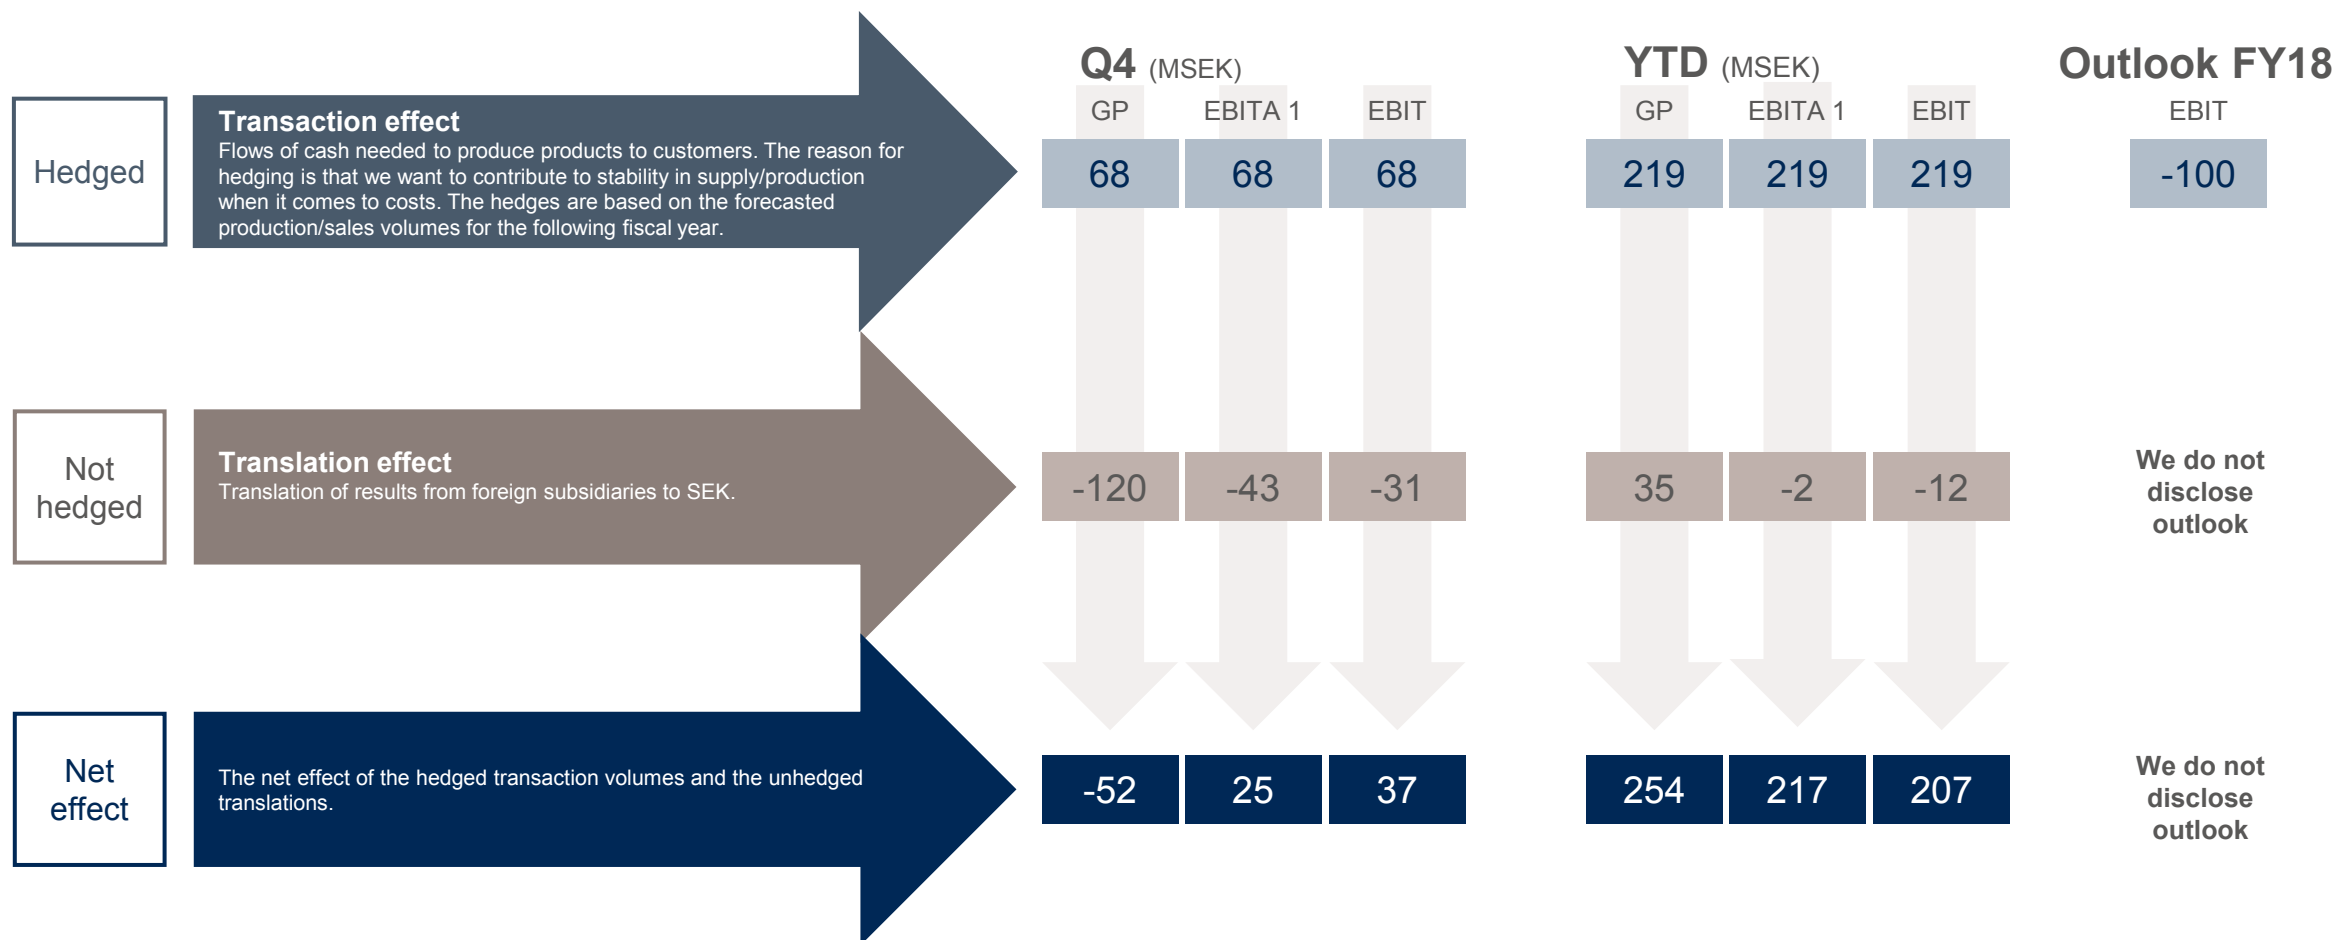 Q4 (MSEK)
YTD (MSEK)
Outlook FY18
GP
EBITA 1
EBIT
GP
EBITA 1
EBIT
EBIT
Hedged
Transaction effect
Flows of cash needed to produce products to customers. The reason for
hedging is that we want to contribute to stability in supply/production
when it comes to costs. The hedges are based on the forecasted
production/sales volumes for the following fiscal year.
68
68
68
219
219
219
-100
Not
hedged
Translation effect
Translation of results from foreign subsidiaries to SEK.
-120
-43
-31
35
-2
-12
We do not
disclose
outlook
Net
effect
The net effect of the hedged transaction volumes and the unhedged
translations.
-52
25
37
254
217
207
We do not
disclose
outlook